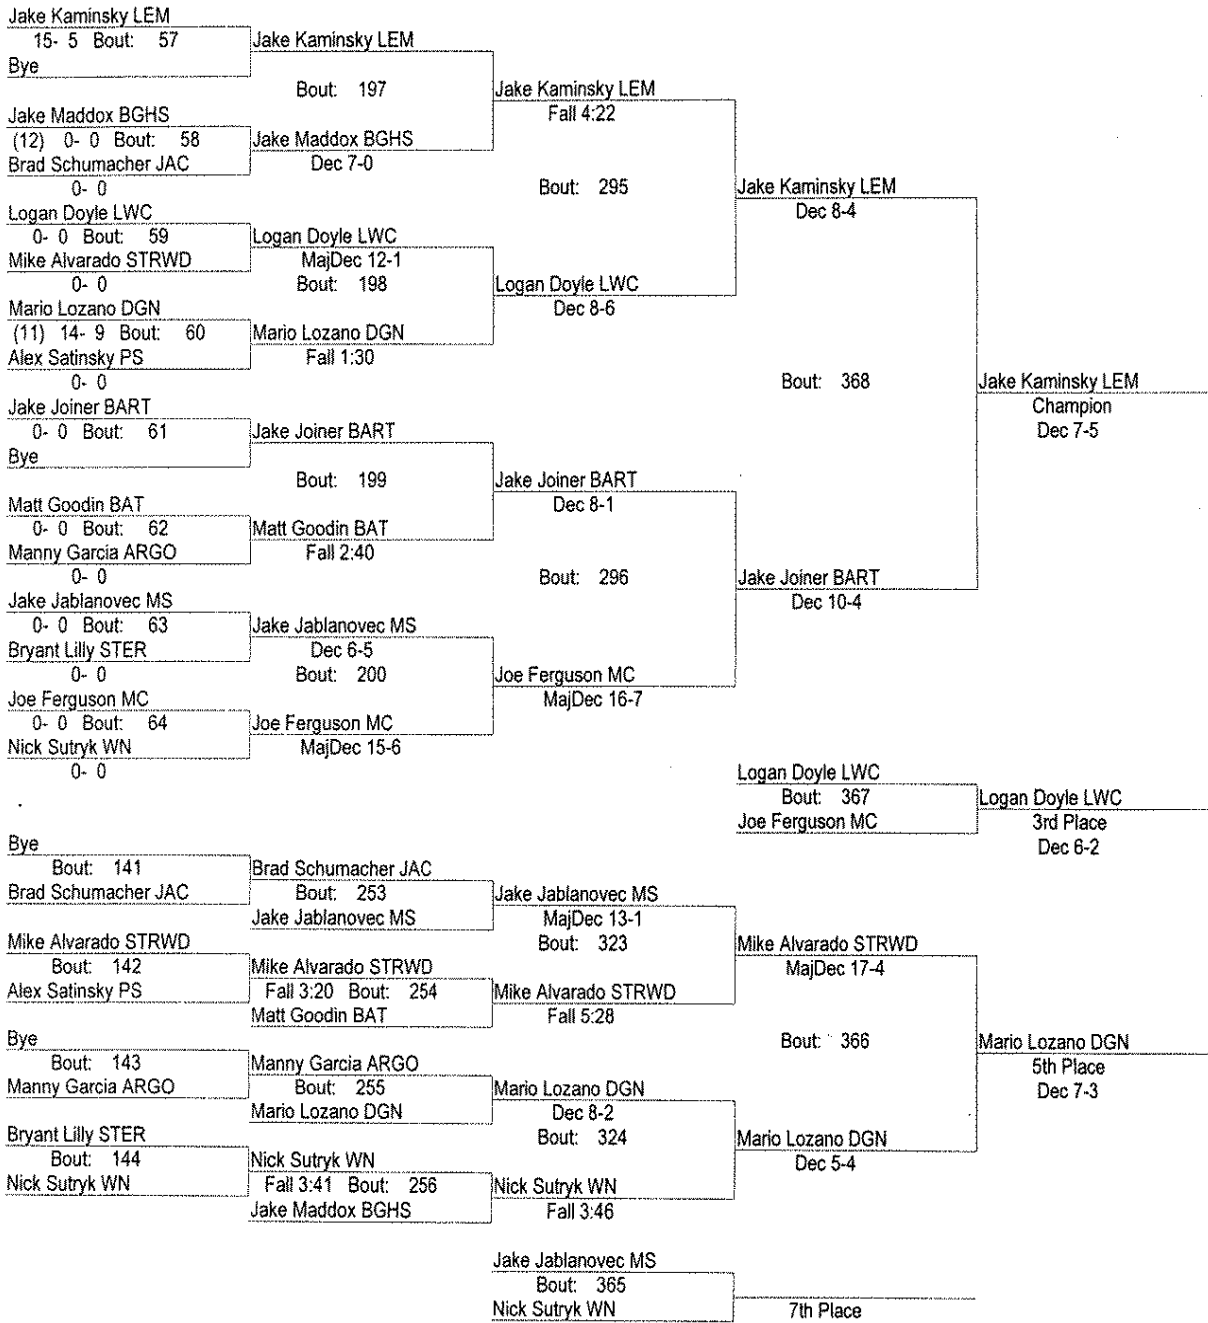 Jake Kaminsky LEM
15- 5 Bout: 57
Bye
Jake Maddox BGHS
(12) 0- 0 Bout: 58
Brad Schumacher JAC
0- 0
Logan Doyle LWC
0- 0 Bout: 59
Mike Alvarado STRWD
0- 0
Mario Lozano DGN
(11) 14- 9 Bout: 60
Alex Satinsky PS
0- 0
Jake Joiner BART
0- 0 Bout: 61
Bye
Matt Goodin BAT
0- 0 Bout: 62
Manny Garcia ARGO
0- 0
Jake Jablanovec MS
0- 0 Bout: 63
Bryant Lilly STER
0- 0
Joe Ferguson MC
0- 0 Bout: 64
Nick Sutryk WN
0- 0
Jake Kaminsky LEM
Bout: 197
Jake Maddox BGHS
Dec 7-0
Logan Doyle LWC
MajDec 12-1
Bout: 198
Mario Lozano DGN
Fall 1:30
Jake Joiner BART
Bout: 199
Matt Goodin BAT
Fall 2:40
Jake Jablanovec MS
Dec 6-5
Bout: 200
Joe Ferguson MC
MajDec 15-6
Jake Kaminsky LEM
Fall 4:22
Bout: 295
Logan Doyle LWC
Dec 8-6
Jake Joiner BART
Dec 8-1
Bout: 296
Joe Ferguson MC
MajDec 16-7
Jake Kaminsky LEM
Dec 8-4
Bout: 368
Jake Joiner BART
Dec 10-4
Jake Kaminsky LEM
Champion
Dec 7-5
Logan Doyle LWC
Bout: 367
Joe Ferguson MC
Logan Doyle LWC
3rd Place
Dec 6-2
Bye
Bout: 141
Brad Schumacher JAC
Mike Alvarado STRWD
Bout: 142
Alex Satinsky PS
Bye
Bout: 143
Manny Garcia ARGO
Bryant Lilly STER
Bout: 144
Nick Sutryk WN
Brad Schumacher JAC
Bout: 253
Jake Jablanovec MS
Mike Alvarado STRWD
Fall 3:20 Bout: 254
Matt Goodin BAT
Manny Garcia ARGO
Bout: 255
Mario Lozano DGN
Nick Sutryk WN
Fall 3:41 Bout: 256
Jake Maddox BGHS
Jake Jablanovec MS
MajDec 13-1
Bout: 323
Mike Alvarado STRWD
Fall 5:28
Mario Lozano DGN
Dec 8-2
Bout: 324
Nick Sutryk WN
Fall 3:46
Mike Alvarado STRWD
MajDec 17-4
Bout: 366
Mario Lozano DGN
Dec 5-4
Mario Lozano DGN
5th Place
Dec 7-3
Jake Jablanovec MS
Bout: 365
Nick Sutryk WN
7th Place